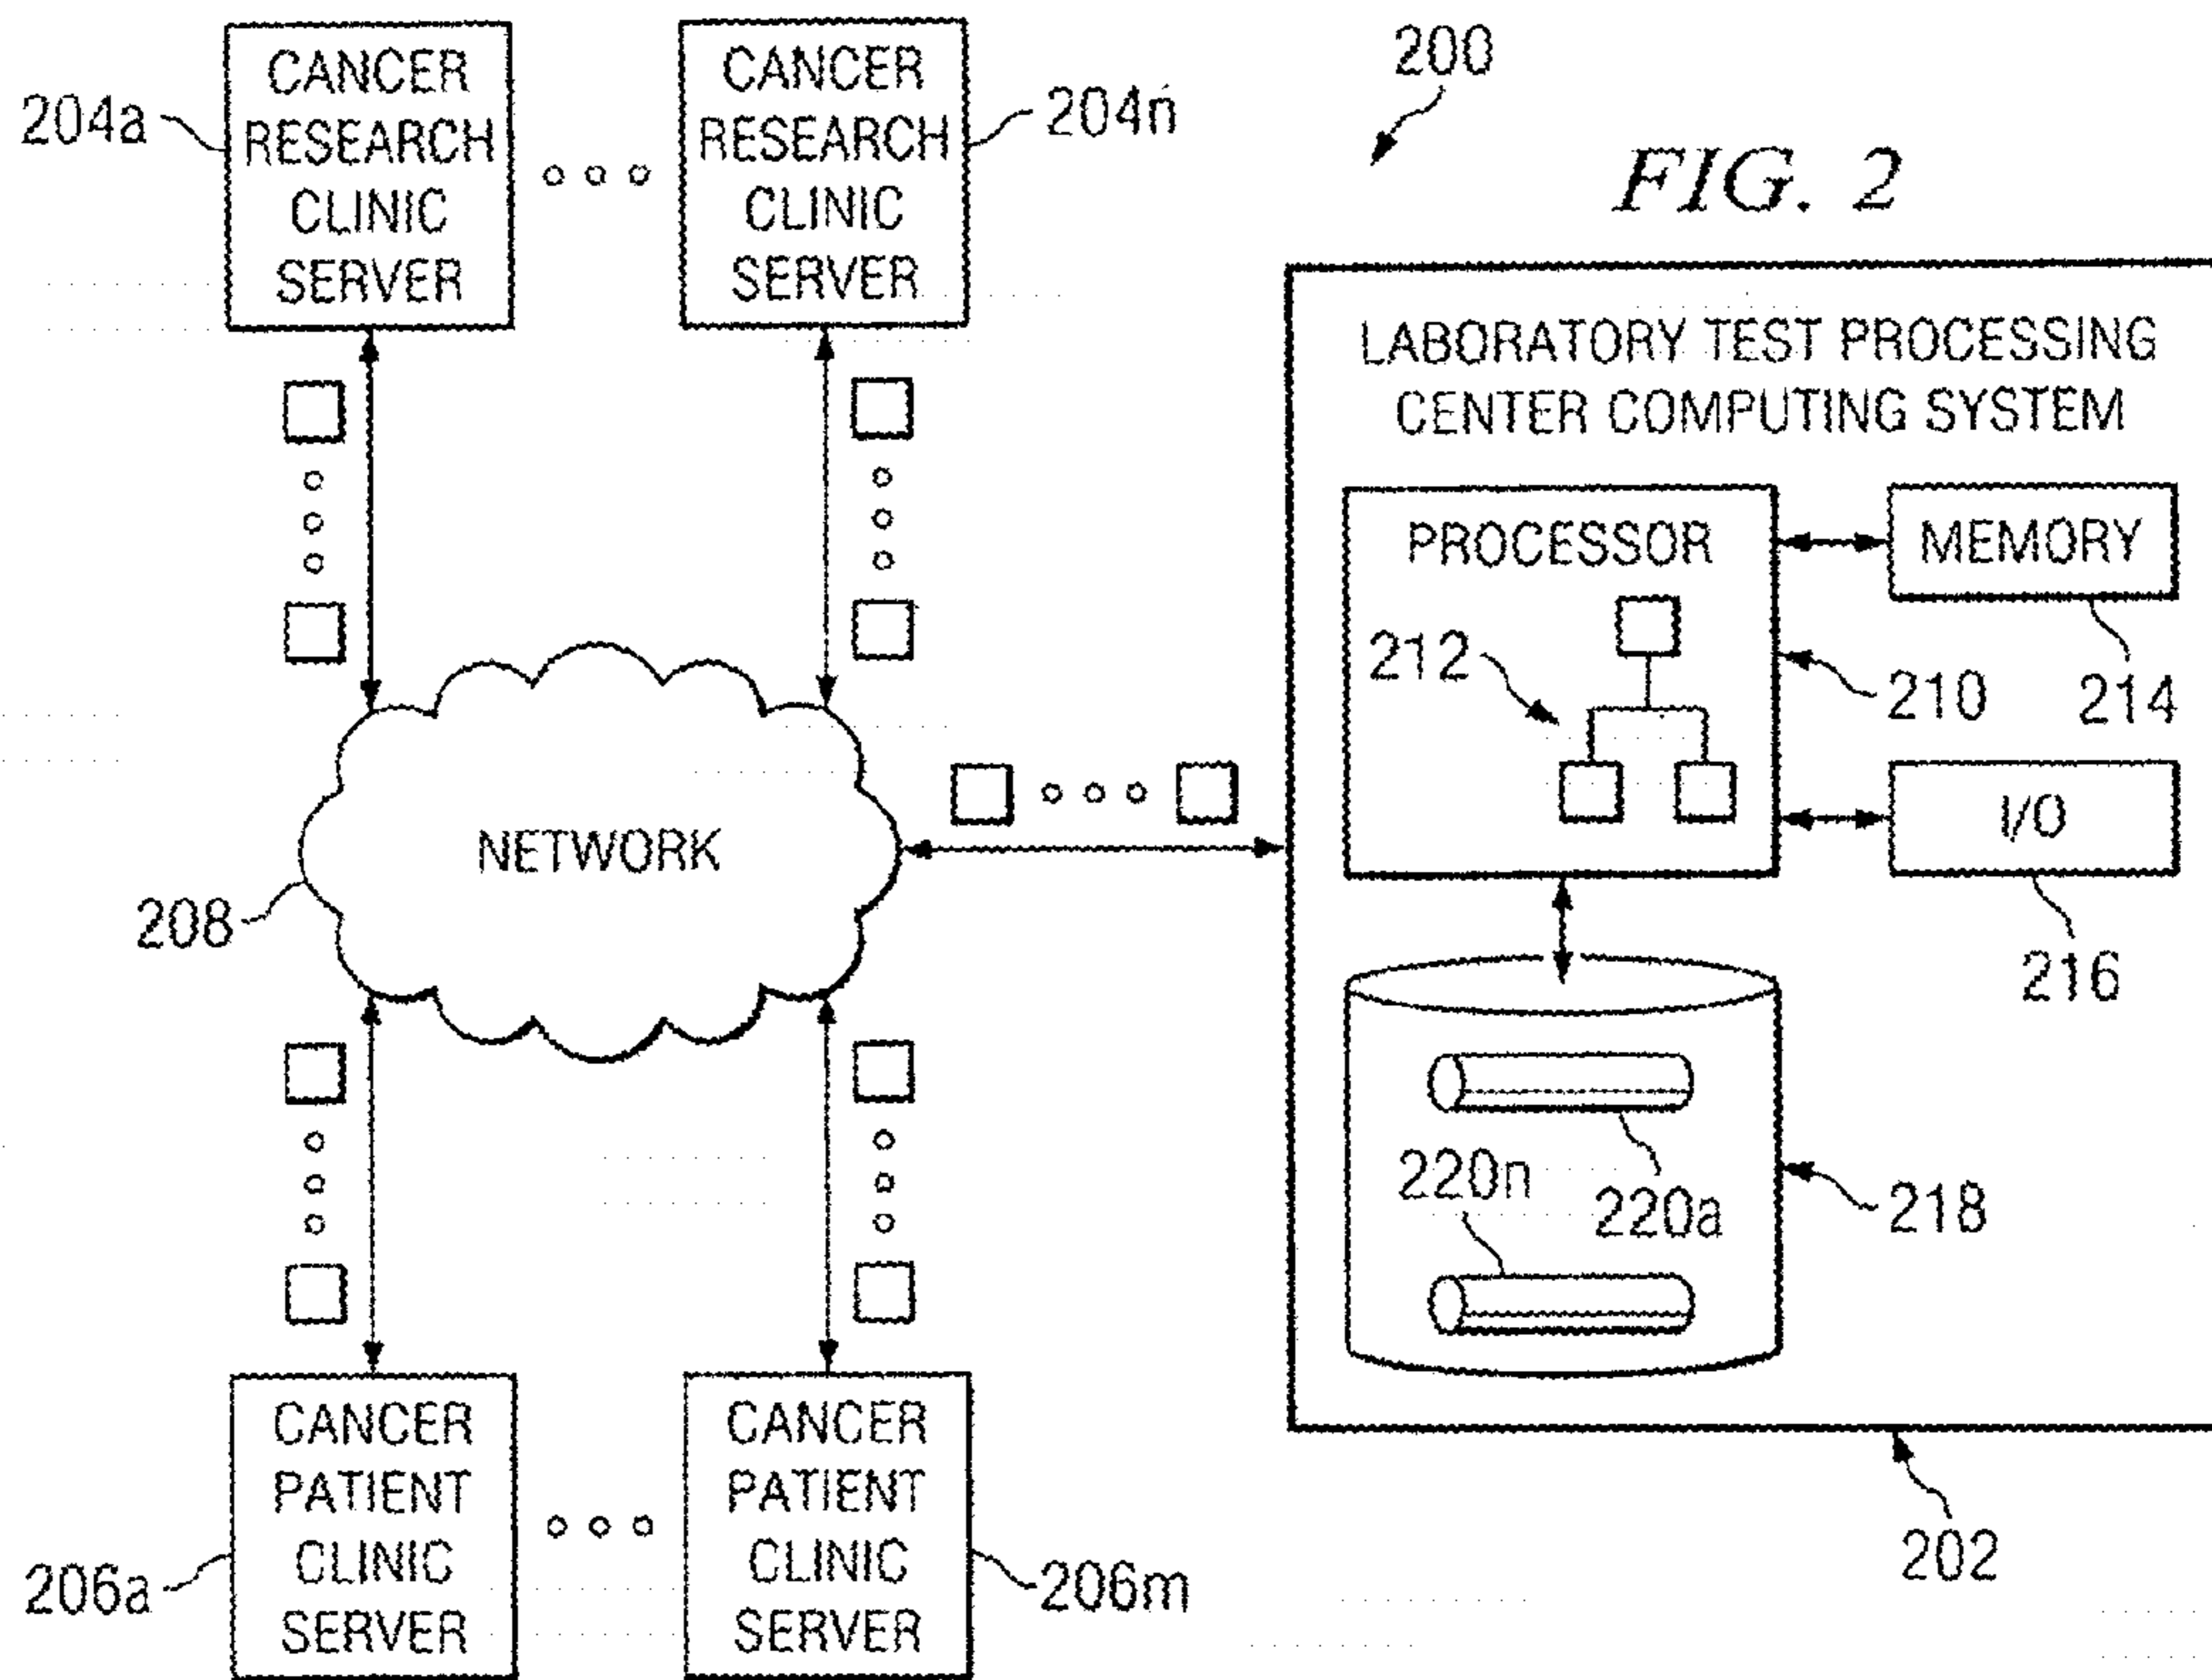 CANCER
RESEARCH
CLINIC
SERVER
204a
CANCER
RESEARCH
CLINIC
SERVER
204n
200
FIG. 2
LABORATORY TEST PROCESSING
CENTER COMPUTING SYSTEM
PROCESSOR
MEMORY
212
210
214
I/O
216
NETWORK
208
220n
220a
218
202
CANCER
PATIENT
CLINIC
SERVER
206a
CANCER
PATIENT
CLINIC
SERVER
206m